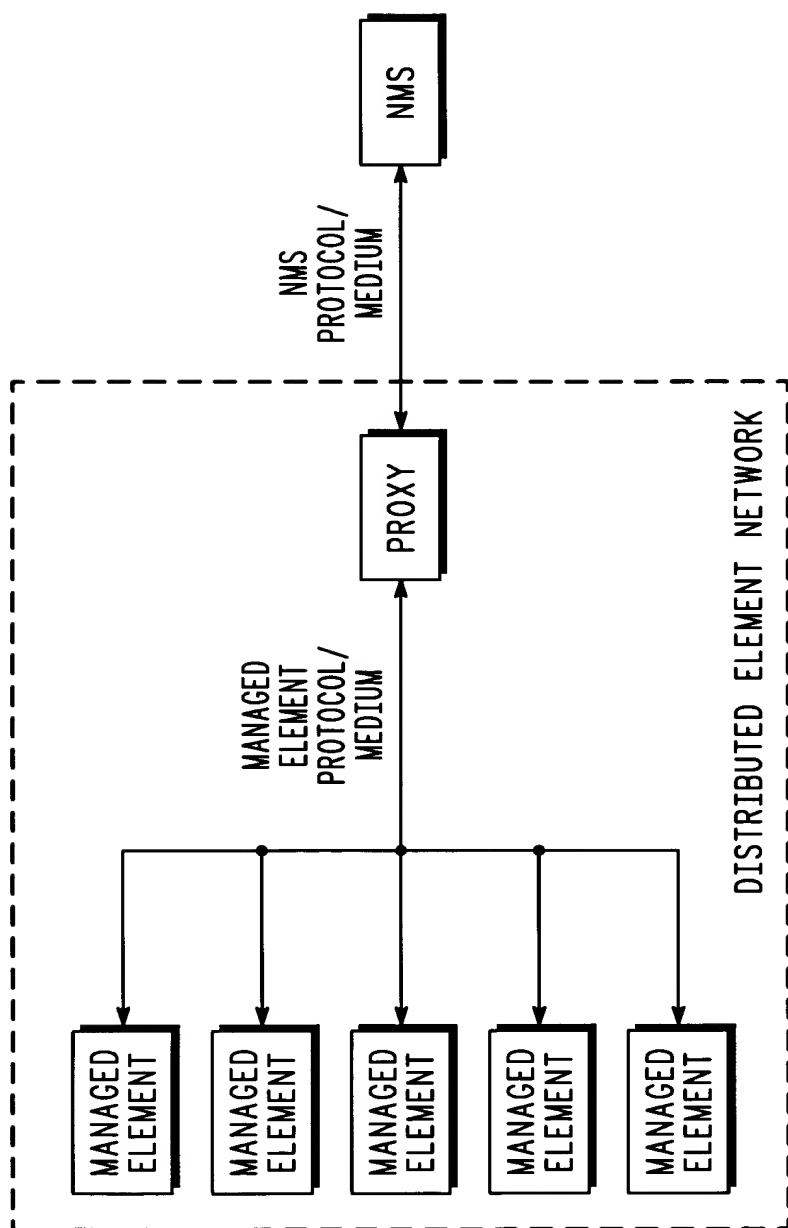 MANAGED
ELEMENT
MANAGED
ELEMENT
MANAGED
ELEMENT
MANAGED
ELEMENT
MANAGED
ELEMENT
MANAGED
ELEMENT
PROTOCOL/
MEDIUM
PROXY
DISTRIBUTED ELEMENT NETWORK
NMS
PROTOCOL/
MEDIUM
NMS